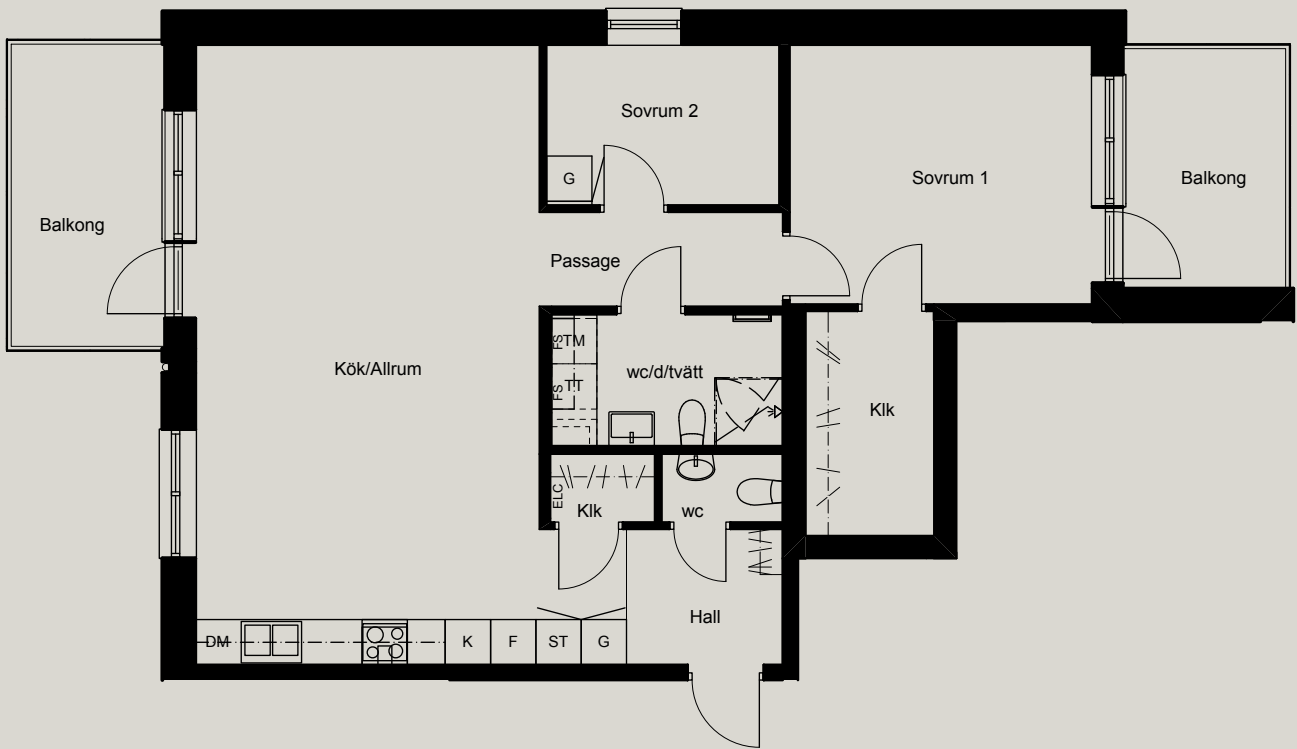 Sovrum 2
G
Sovrum 1
Balkong
Balkong
Passage
FS
TM
FS
TT
wc/d/tvätt
Kök/Allrum
Klk
ELC
Klk
wc
Hall
DM
K
F
ST
G